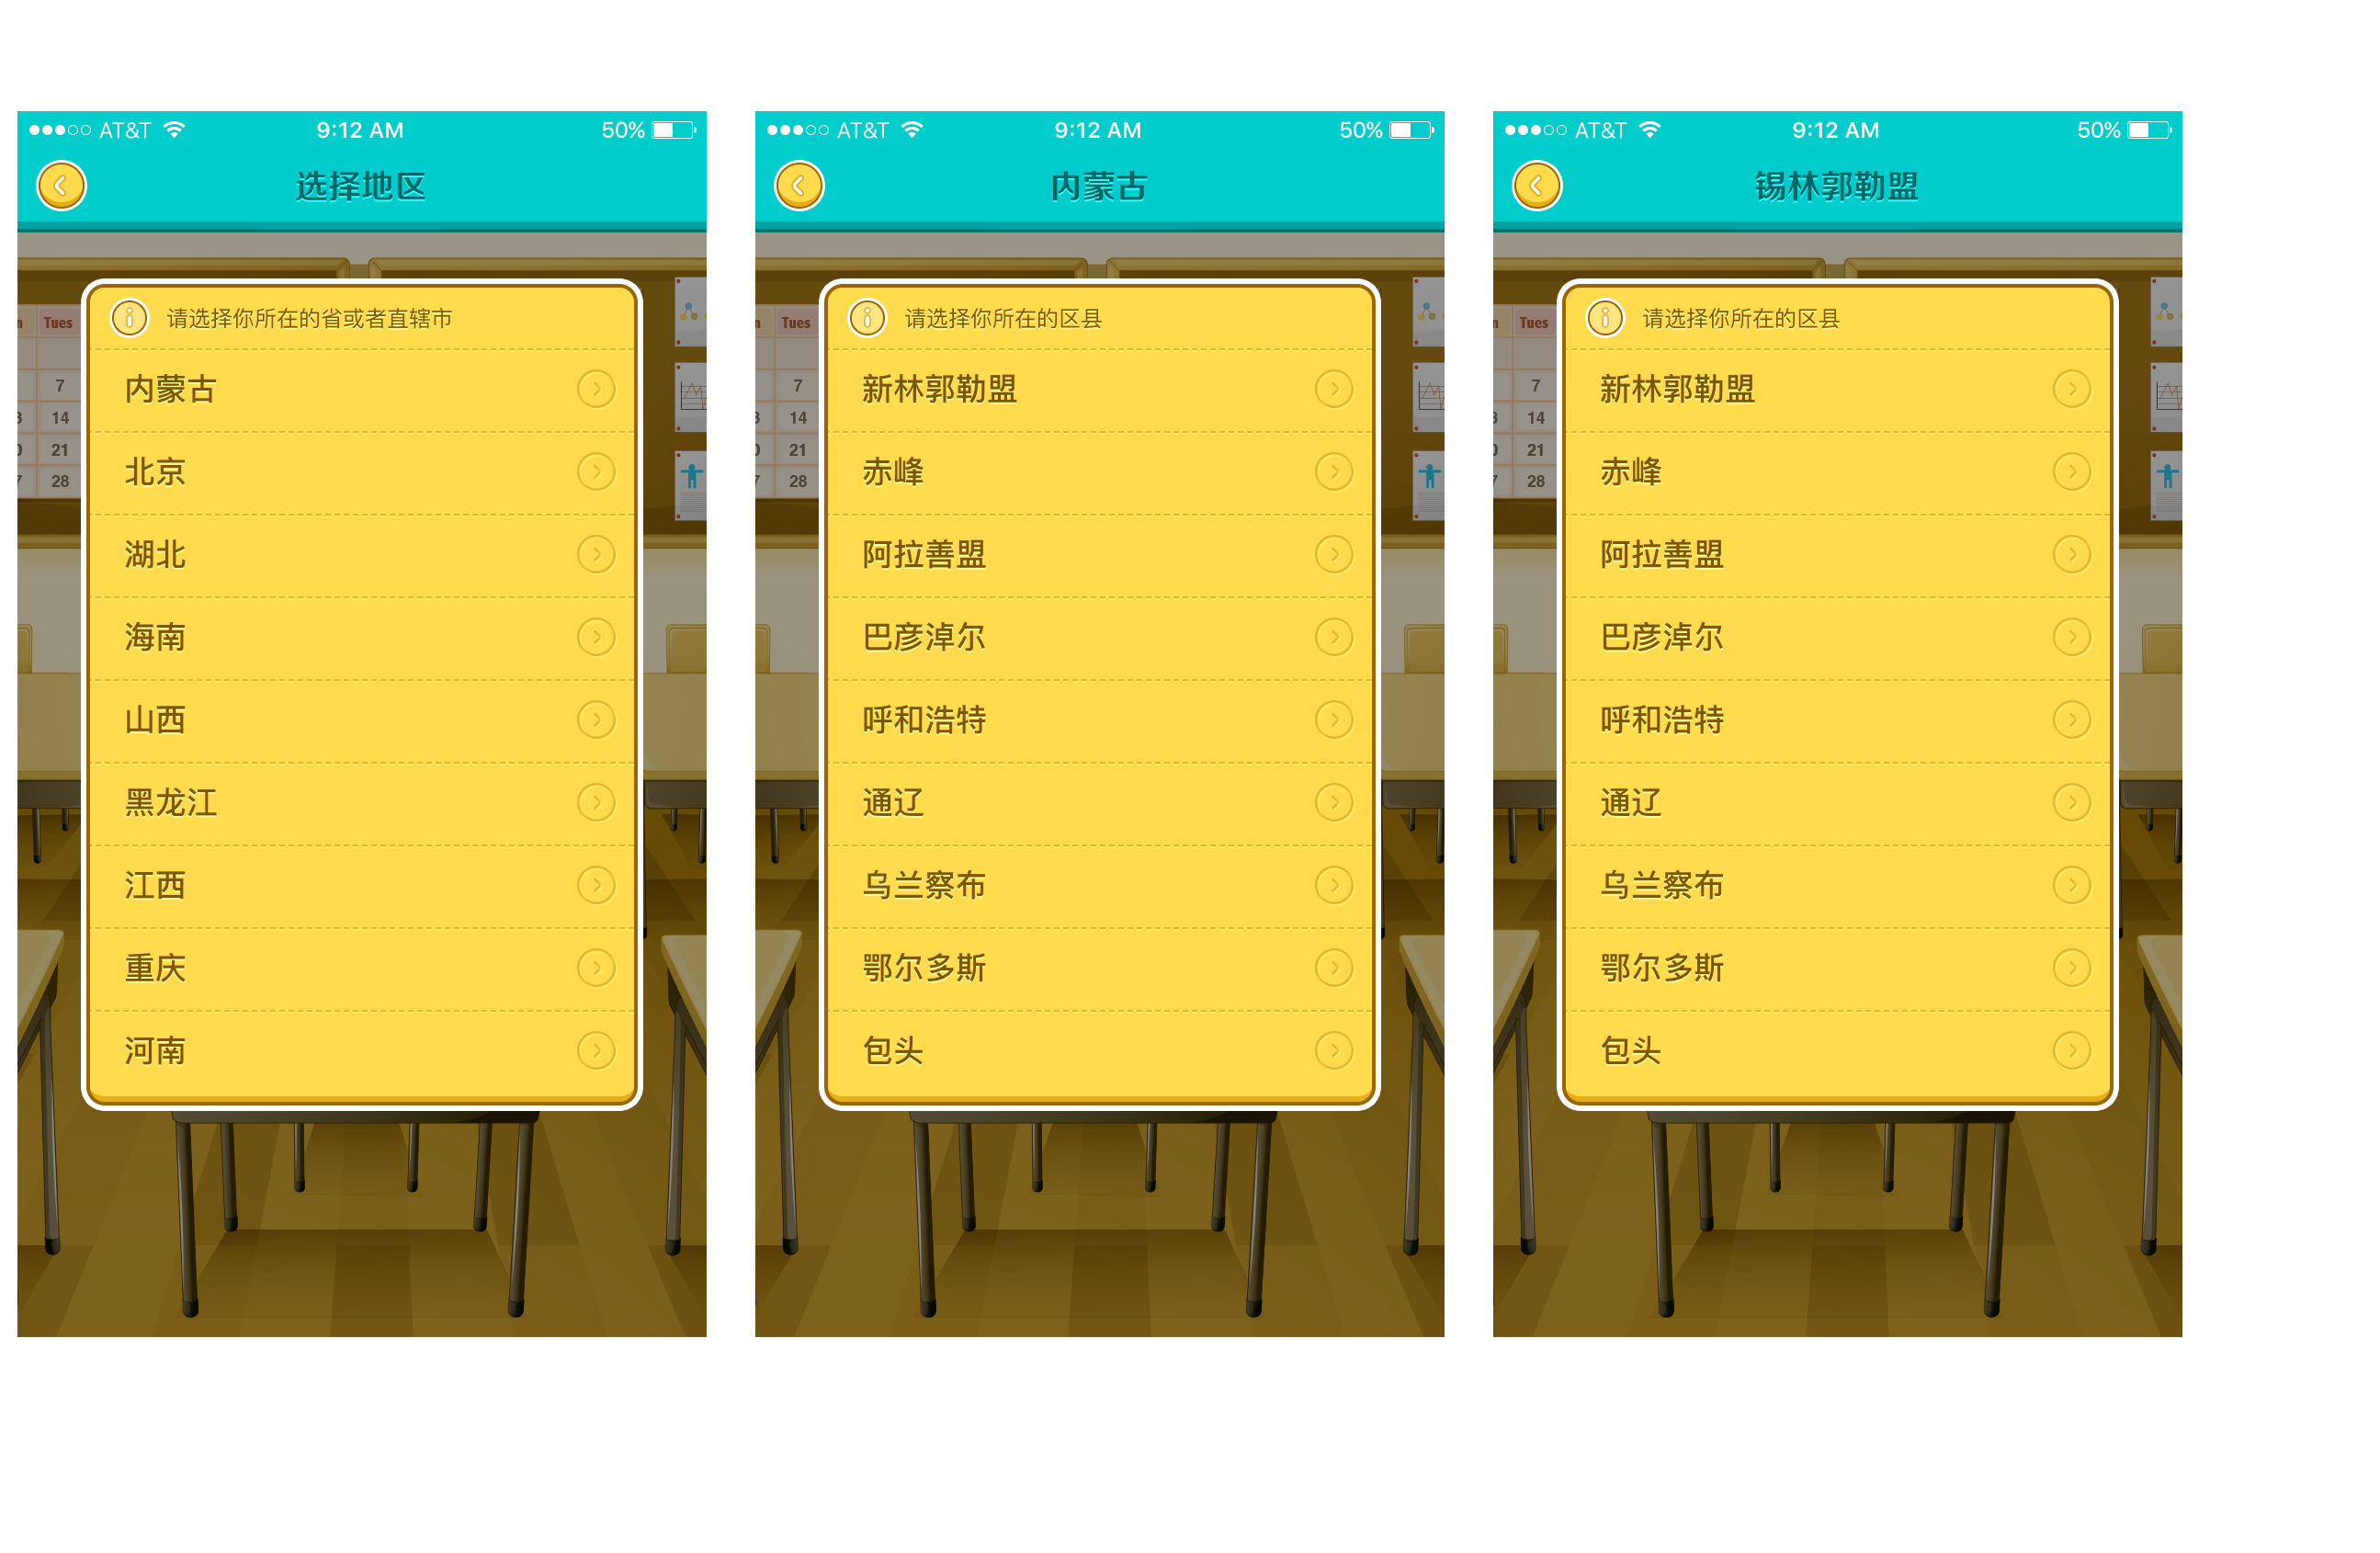 AT&T 9:12 AM 50%
选择地区
Tues
7
14
21
28
请选择你所在的省或者直辖市
内蒙古
北京
湖北
海南
山西
黑龙江
江西
重庆
河南
AT&T 9:12 AM 50%
内蒙古
Tues
7
14
21
28
请选择你所在的区县
新林郭勒盟
赤峰
阿拉善盟
巴彦淖尔
呼和浩特
通辽
乌兰察布
鄂尔多斯
包头
AT&T 9:12 AM 50%
锡林郭勒盟
Tues
7
14
21
28
请选择你所在的区县
新林郭勒盟
赤峰
阿拉善盟
巴彦淖尔
呼和浩特
通辽
乌兰察布
鄂尔多斯
包头